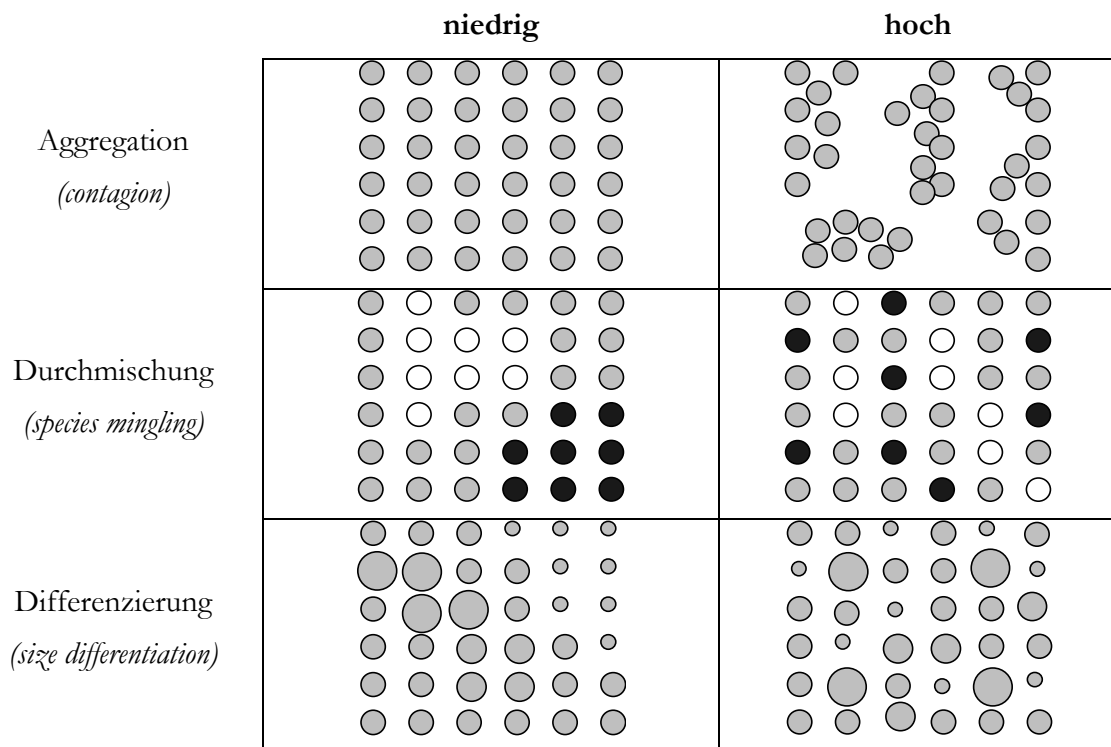 niedrig
hoch
Aggregation
(contagion)
Durchmischung
(species mingling)
Differenzierung
(size differentiation)